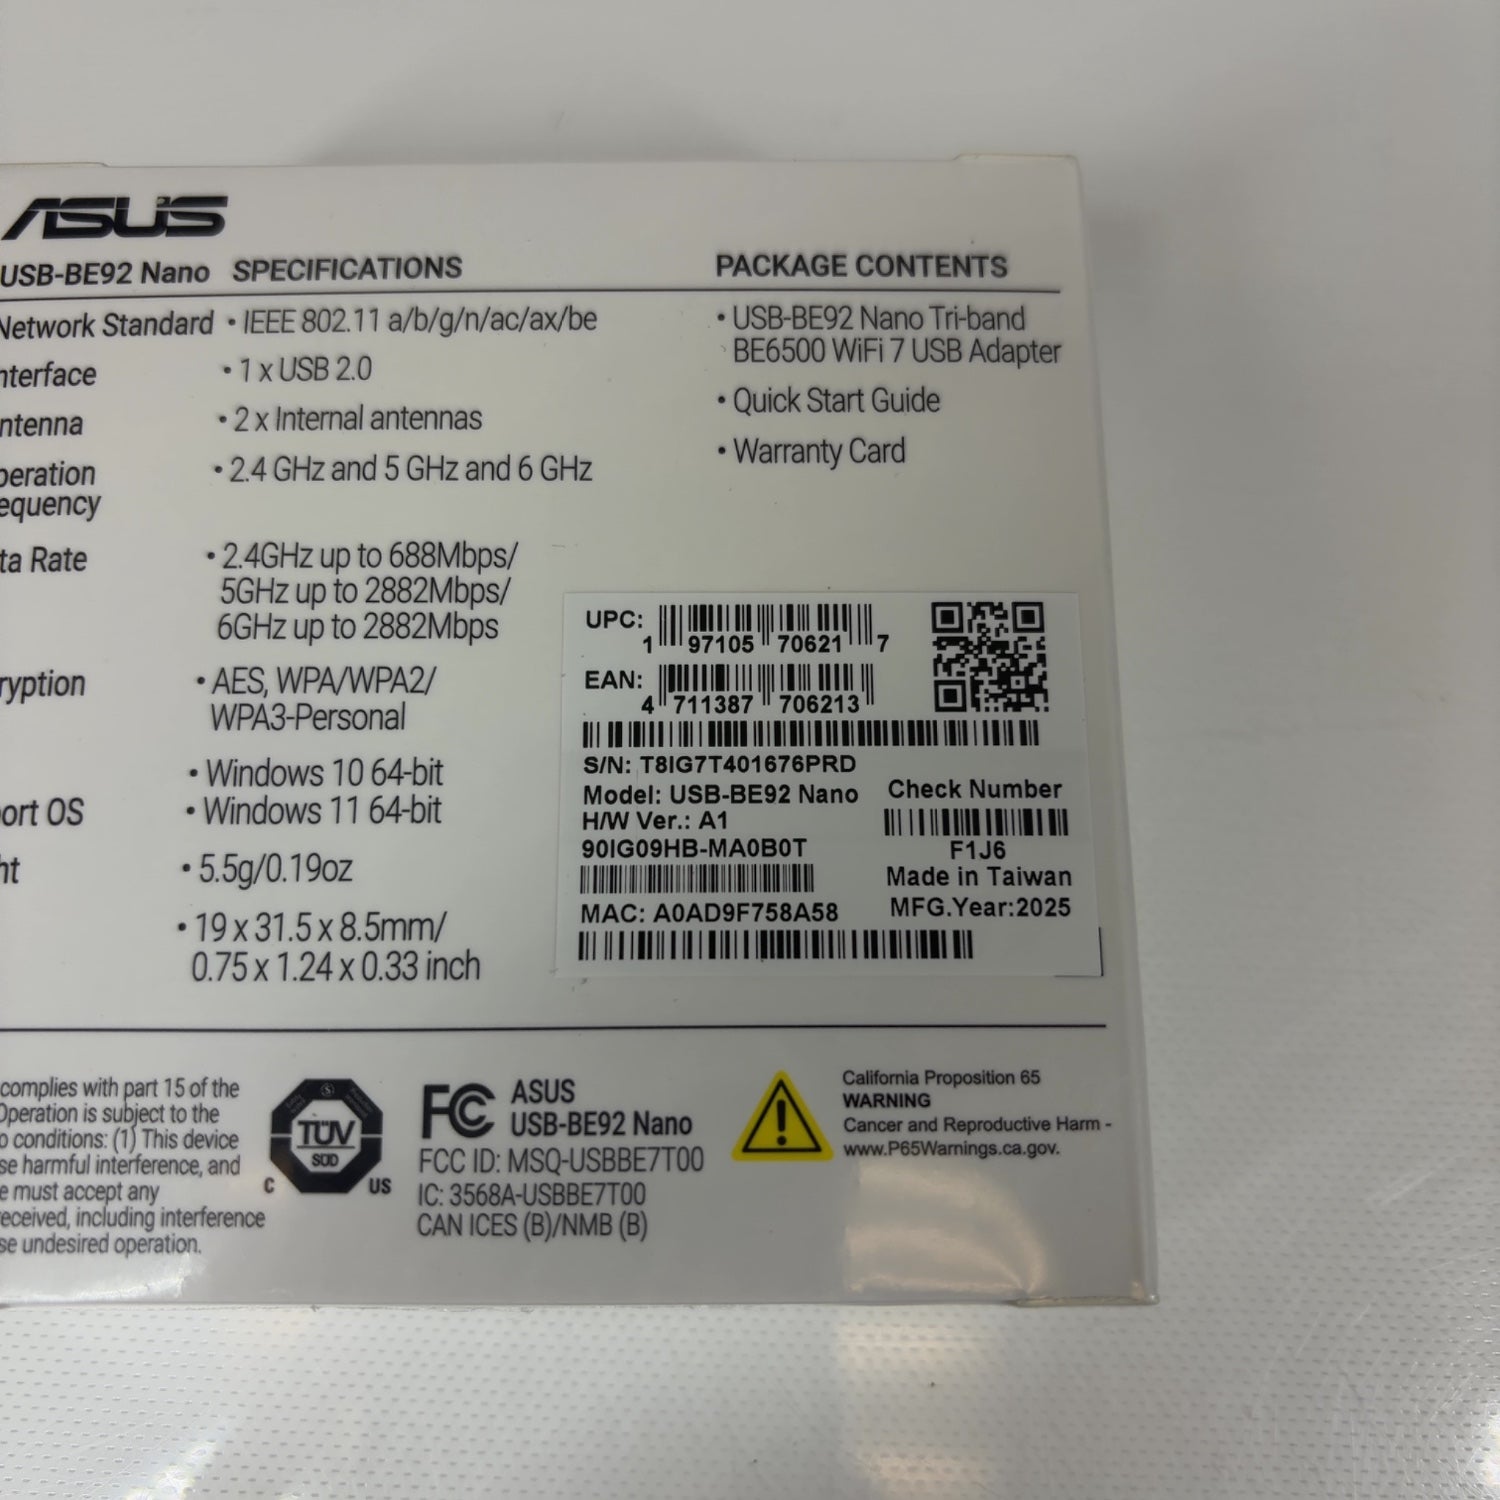 ASUS
USB-BE92 Nano SPECIFICATIONS
Network Standard • IEEE 802.11 a/b/g/n/ac/ax/be
nterface • 1 x USB 2.0
ntenna • 2 x Internal antennas
peration • 2.4 GHz and 5 GHz and 6 GHz
equency
ta Rate • 2.4GHz up to 688Mbps/
5GHz up to 2882Mbps/
6GHz up to 2882Mbps
ryption • AES, WPA/WPA2/
WPA3-Personal
• Windows 10 64-bit
ort OS • Windows 11 64-bit
ht • 5.5g/0.19oz
• 19 x 31.5 x 8.5mm/
0.75 x 1.24 x 0.33 inch
PACKAGE CONTENTS
• USB-BE92 Nano Tri-band
BE6500 WiFi 7 USB Adapter
• Quick Start Guide
• Warranty Card
UPC:
1 97105 70621 7
EAN:
4 711387 706213
S/N: T8IG7T401676PRD
Model: USB-BE92 Nano
H/W Ver.: A1
90IG09HB-MA0B0T
MAC: A0AD9F758A58
Check Number
F1J6
Made in Taiwan
MFG.Year:2025
complies with part 15 of the
Operation is subject to the
o conditions: (1) This device
se harmful interference, and
e must accept any
eceived, including interference
se undesired operation.
TÜV
SÜD
C US
FC ASUS
USB-BE92 Nano
FCC ID: MSQ-USBBE7T00
IC: 3568A-USBBE7T00
CAN ICES (B)/NMB (B)
California Proposition 65
WARNING
Cancer and Reproductive Harm -
www.P65Warnings.ca.gov.